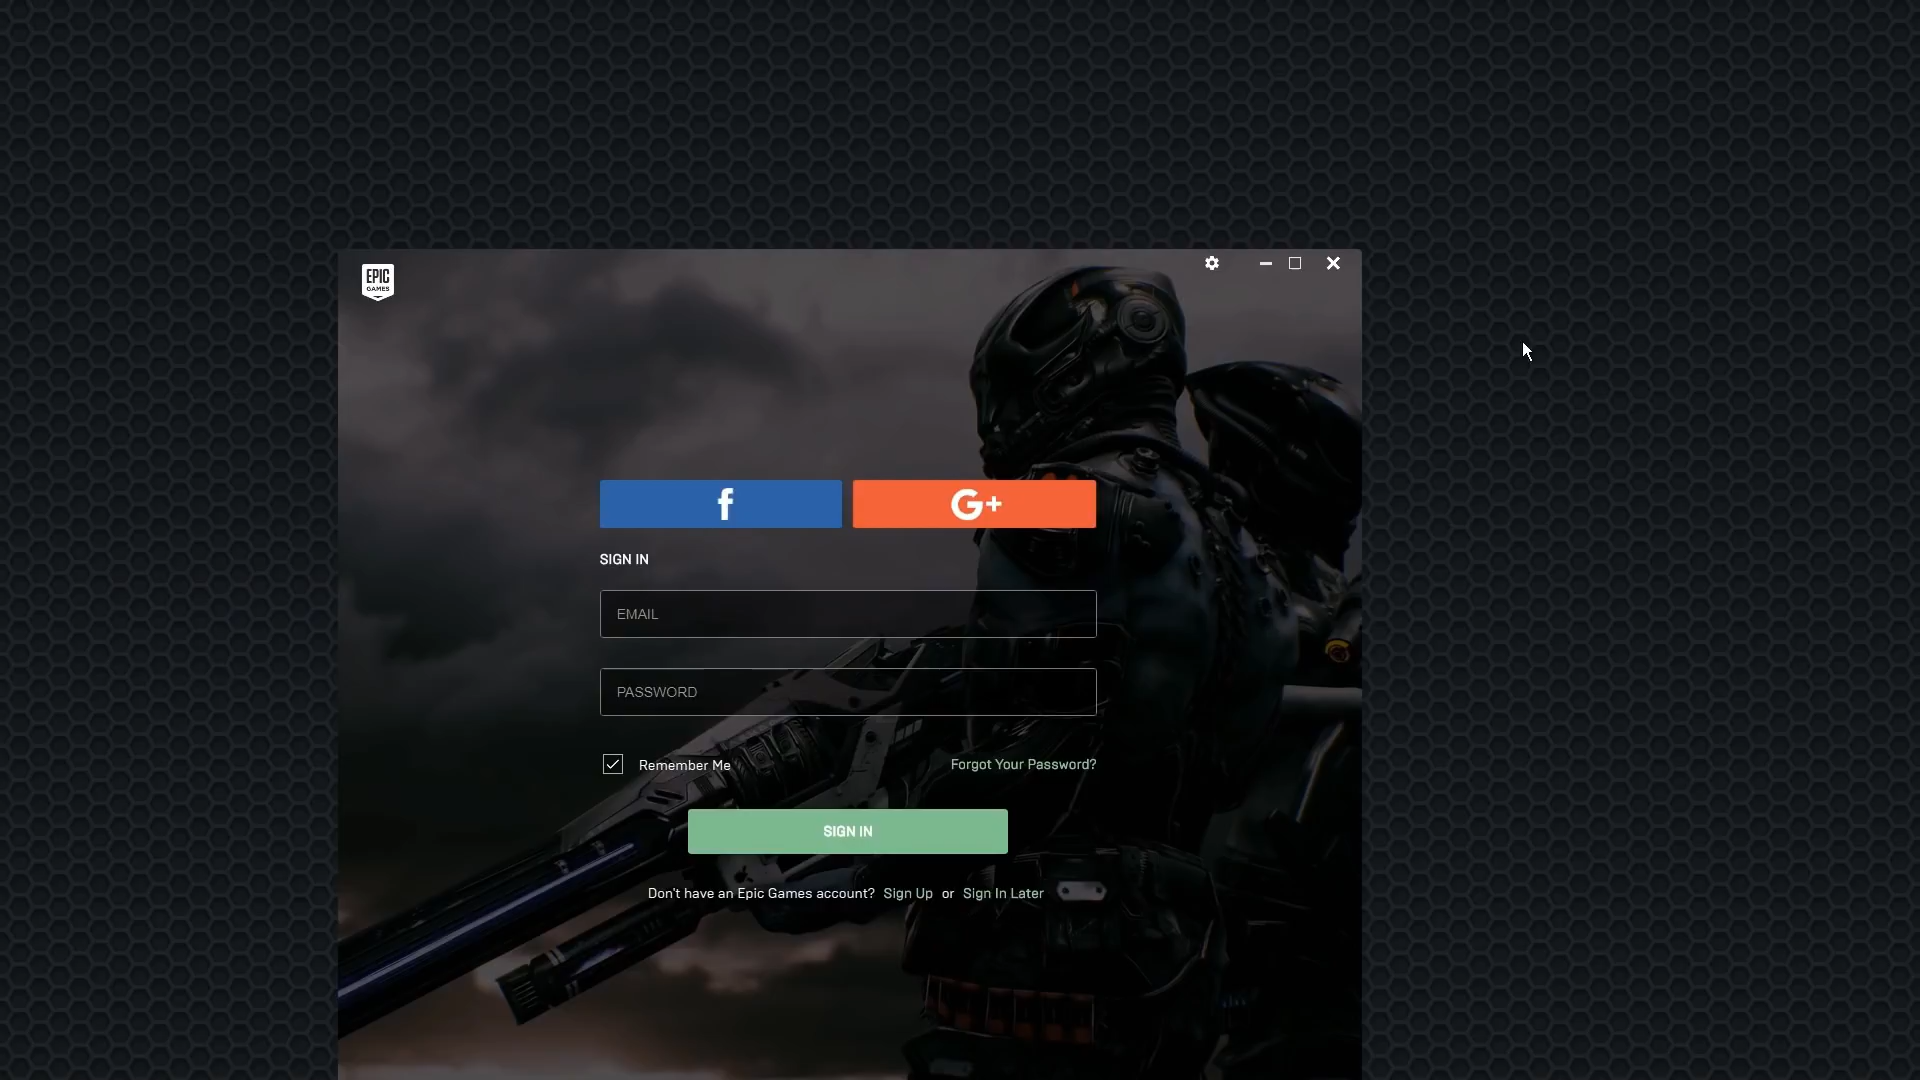 EPIC
GAMES
f
G+
SIGN IN
EMAIL
PASSWORD
Remember Me
Forgot Your Password?
SIGN IN
Don't have an Epic Games account? Sign Up or Sign In Later